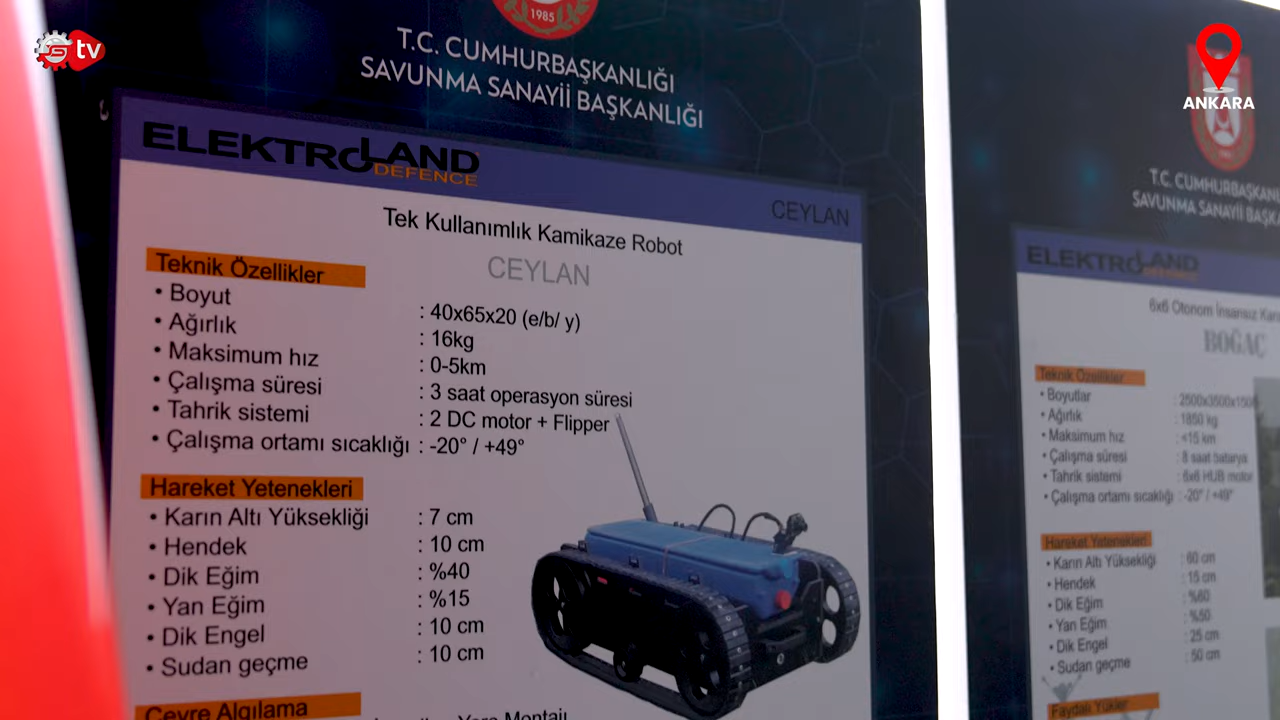 tv
1985
T.C. CUMHURBAŞKANLIĞI
SAVUNMA SANAYİİ BAŞKANLIĞI
ELEKTROLAND
DEFENCE
CEYLAN
Tek Kullanımlık Kamikaze Robot
CEYLAN
Teknik Özellikler
• Boyut : 40x65x20 (e/b/ y)
• Ağırlık : 16kg
• Maksimum hız : 0-5km
• Çalışma süresi : 3 saat operasyon süresi
• Tahrik sistemi : 2 DC motor + Flipper
• Çalışma ortamı sıcaklığı : -20° / +49°
Hareket Yetenekleri
• Karın Altı Yüksekliği : 7 cm
• Hendek : 10 cm
• Dik Eğim : %40
• Yan Eğim : %15
• Dik Engel : 10 cm
• Sudan geçme : 10 cm
Çevre Algılama
ANKARA
T.C. CUMHURBAŞKAN
SAVUNMA SANAYİİ BAŞK
ELEKTROLAND
DEFENCE
6x6 Otonom İnsansız Kara
BOĞAÇ
Teknik Özellikler
• Boyutlar : 2500x3500x1500
• Ağırlık : 1850 kg
• Maksimum hız : <15 km
• Çalışma süresi : 8 saat batarya
• Tahrik sistemi : 6x6 HUB motor
• Çalışma ortamı sıcaklığı : -20° / +49°
Hareket Yetenekleri
• Karın Altı Yüksekliği : 60 cm
• Hendek : 15 cm
• Dik Eğim : %60
• Yan Eğim : %50
• Dik Engel : 25 cm
• Sudan geçme : 50 cm
Faydalı Yükler